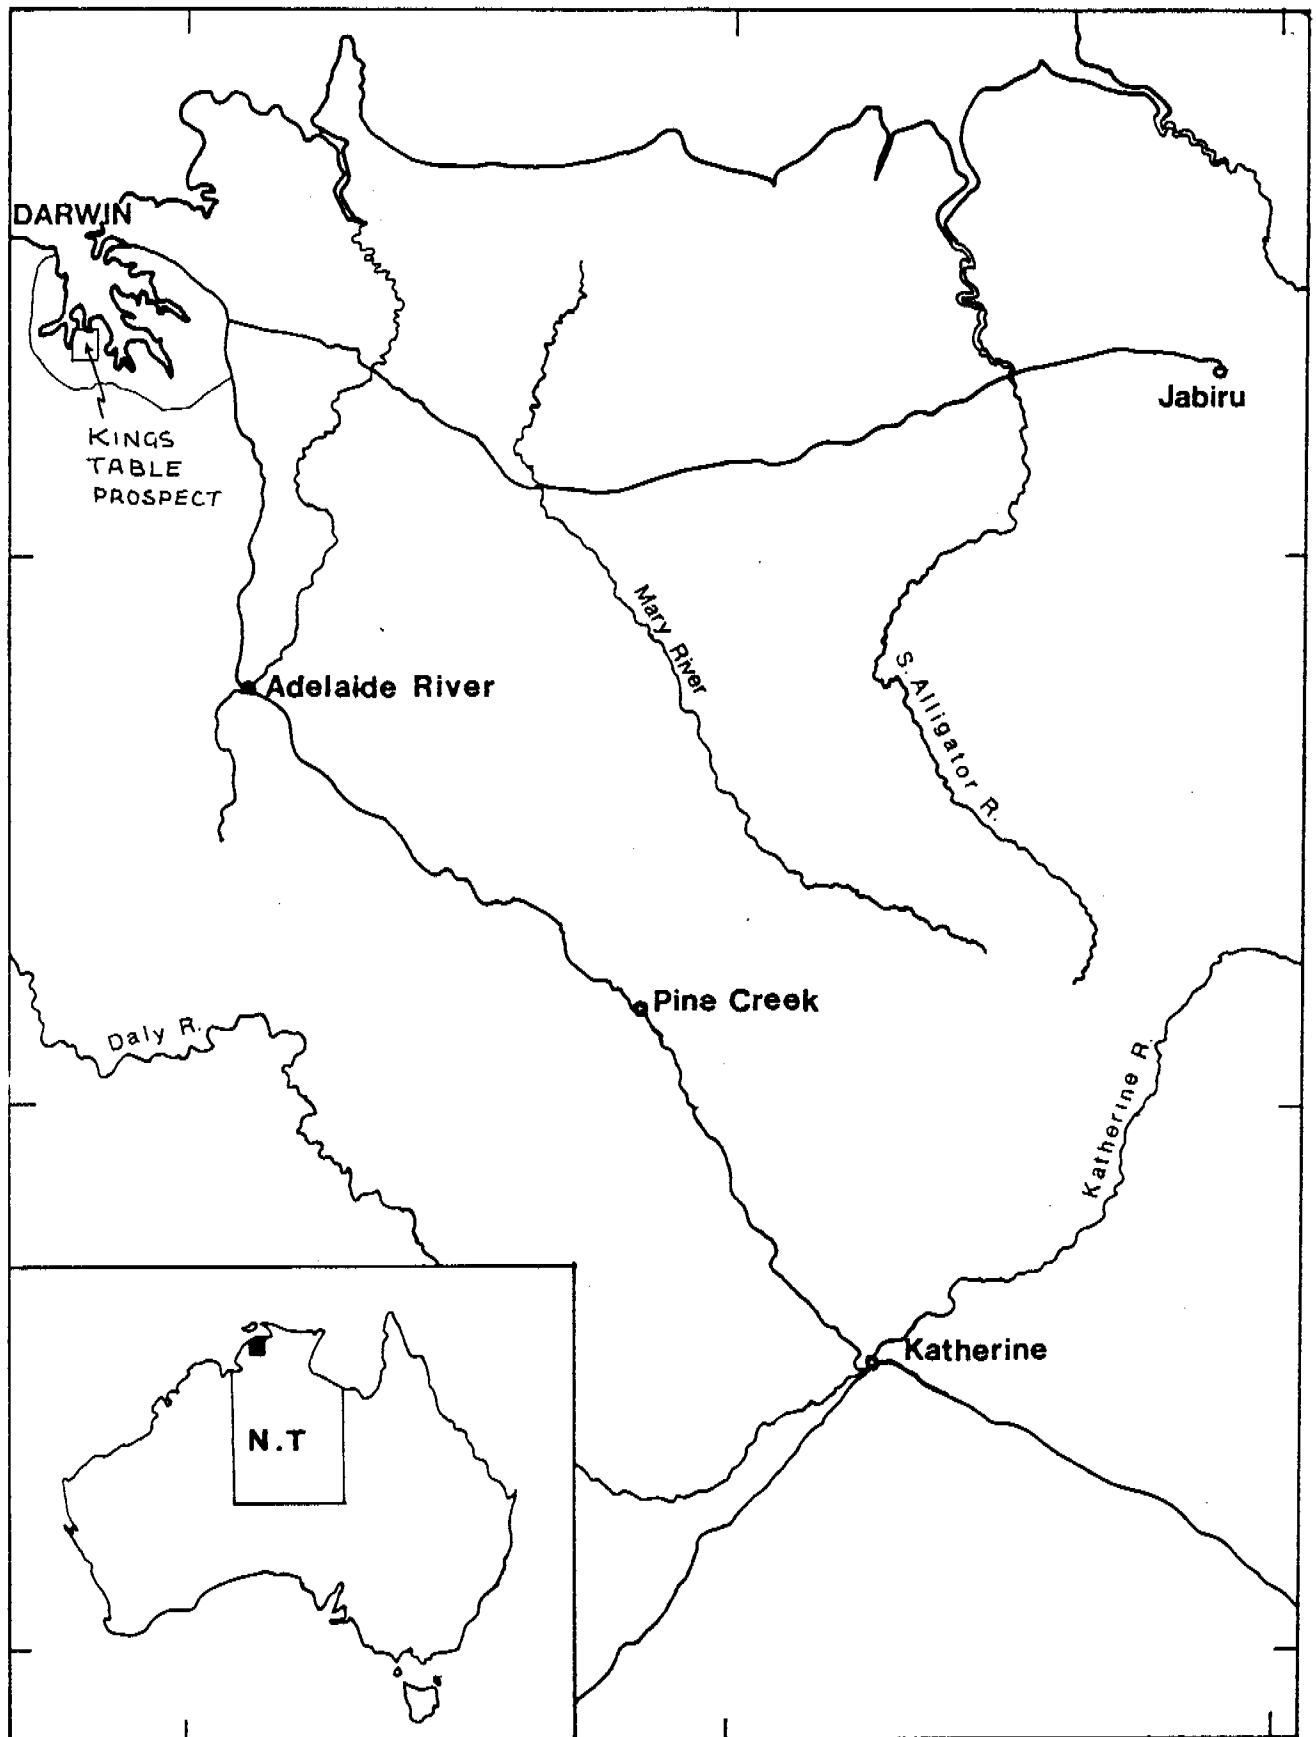 DARWIN
Jabiru
KINGS
TABLE
PROSPECT
Mary River
S. Alligator R.
Adelaide River
Pine Creek
Daly R.
Katherine R.
Katherine
N.T